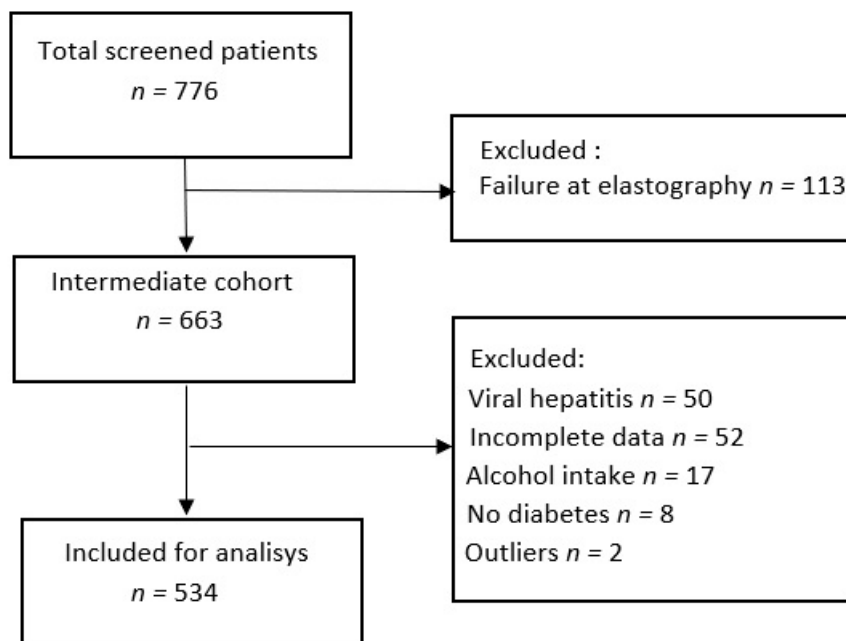 Total screened patients
n = 776
Excluded :
Failure at elastography n = 113
Intermediate cohort
n = 663
Excluded:
Viral hepatitis n = 50
Incomplete data n = 52
Alcohol intake n = 17
No diabetes n = 8
Outliers n = 2
Included for analisys
n = 534